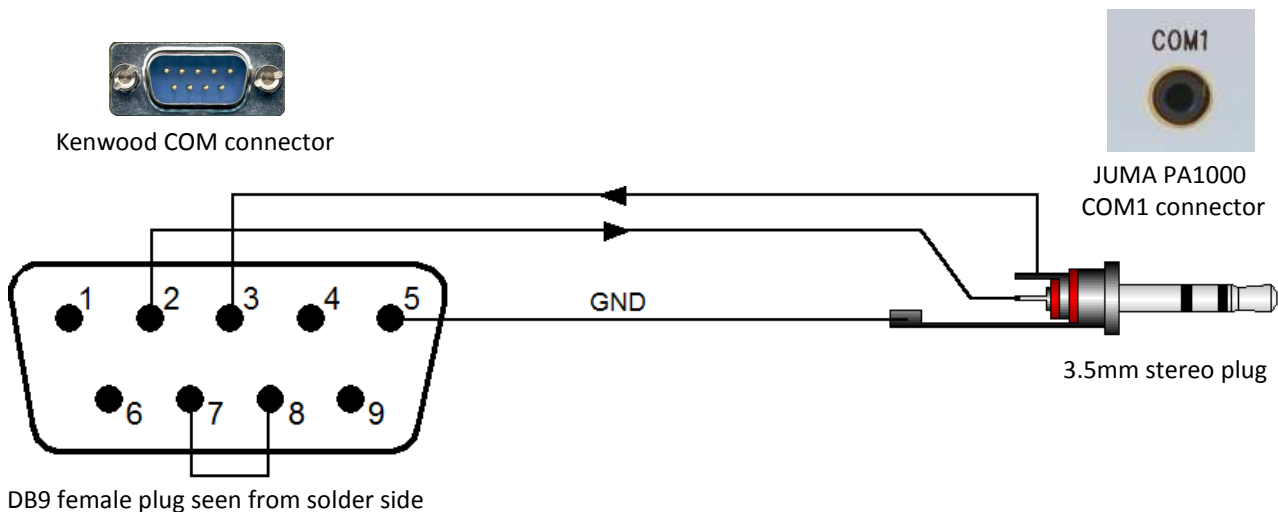 COM1
Kenwood COM connector
JUMA PA1000
COM1 connector
1 2 3 4 5
GND
3.5mm stereo plug
6 7 8 9
DB9 female plug seen from solder side